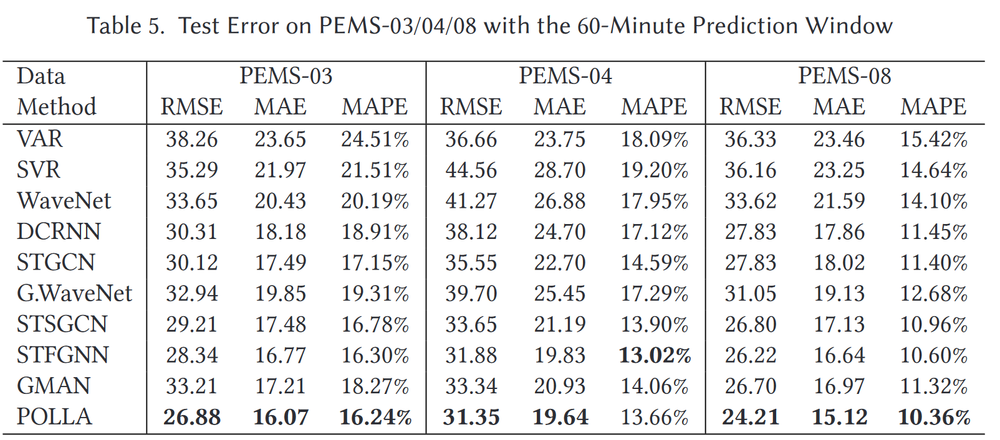 Table 5. Test Error on PEMS-03/04/08 with the 60-Minute Prediction Window
Data PEMS-03 PEMS-04 PEMS-08
Method RMSE MAE MAPE RMSE MAE MAPE RMSE MAE MAPE
VAR 38.26 23.65 24.51% 36.66 23.75 18.09% 36.33 23.46 15.42%
SVR 35.29 21.97 21.51% 44.56 28.70 19.20% 36.16 23.25 14.64%
WaveNet 33.65 20.43 20.19% 41.27 26.88 17.95% 33.62 21.59 14.10%
DCRNN 30.31 18.18 18.91% 38.12 24.70 17.12% 27.83 17.86 11.45%
STGCN 30.12 17.49 17.15% 35.55 22.70 14.59% 27.83 18.02 11.40%
G.WaveNet 32.94 19.85 19.31% 39.70 25.45 17.29% 31.05 19.13 12.68%
STSGCN 29.21 17.48 16.78% 33.65 21.19 13.90% 26.80 17.13 10.96%
STFGNN 28.34 16.77 16.30% 31.88 19.83 13.02% 26.22 16.64 10.60%
GMAN 33.21 17.21 18.27% 33.34 20.93 14.06% 26.70 16.97 11.32%
POLLA 26.88 16.07 16.24% 31.35 19.64 13.66% 24.21 15.12 10.36%